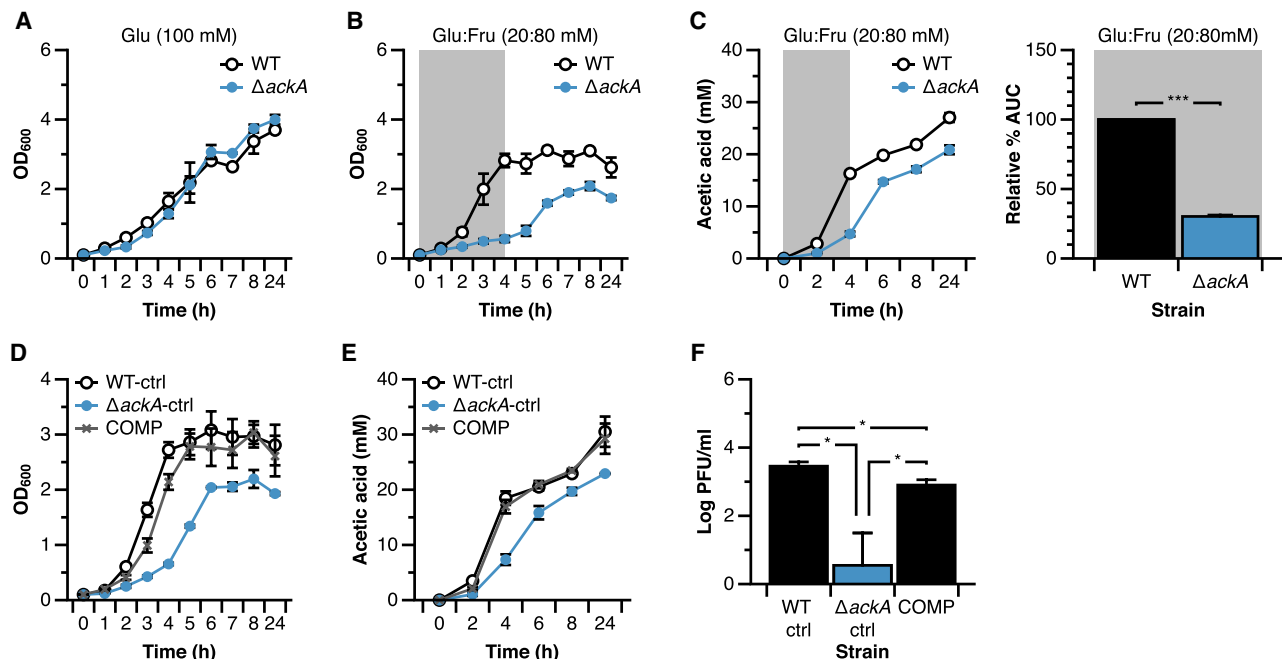 A
Glu (100 mM)
WT
ΔackA
OD600
6
4
2
0
0 1 2 3 4 5 6 7 8 24
Time (h)
B
Glu:Fru (20:80 mM)
WT
ΔackA
OD600
6
4
2
0
0 1 2 3 4 5 6 7 8 24
Time (h)
C
Glu:Fru (20:80 mM)
WT
ΔackA
Acetic acid (mM)
40
30
20
10
0
0 2 4 6 8 24
Time (h)
Glu:Fru (20:80mM)
***
Relative % AUC
150
100
50
0
WT ΔackA
Strain
D
WT-ctrl
ΔackA-ctrl
COMP
OD600
4
3
2
1
0
0 1 2 3 4 5 6 7 8 24
Time (h)
E
WT-ctrl
ΔackA-ctrl
COMP
Acetic acid (mM)
40
30
20
10
0
0 2 4 6 8 24
Time (h)
F
*
* *
Log PFU/ml
6
4
2
0
WT ΔackA COMP
ctrl ctrl
Strain